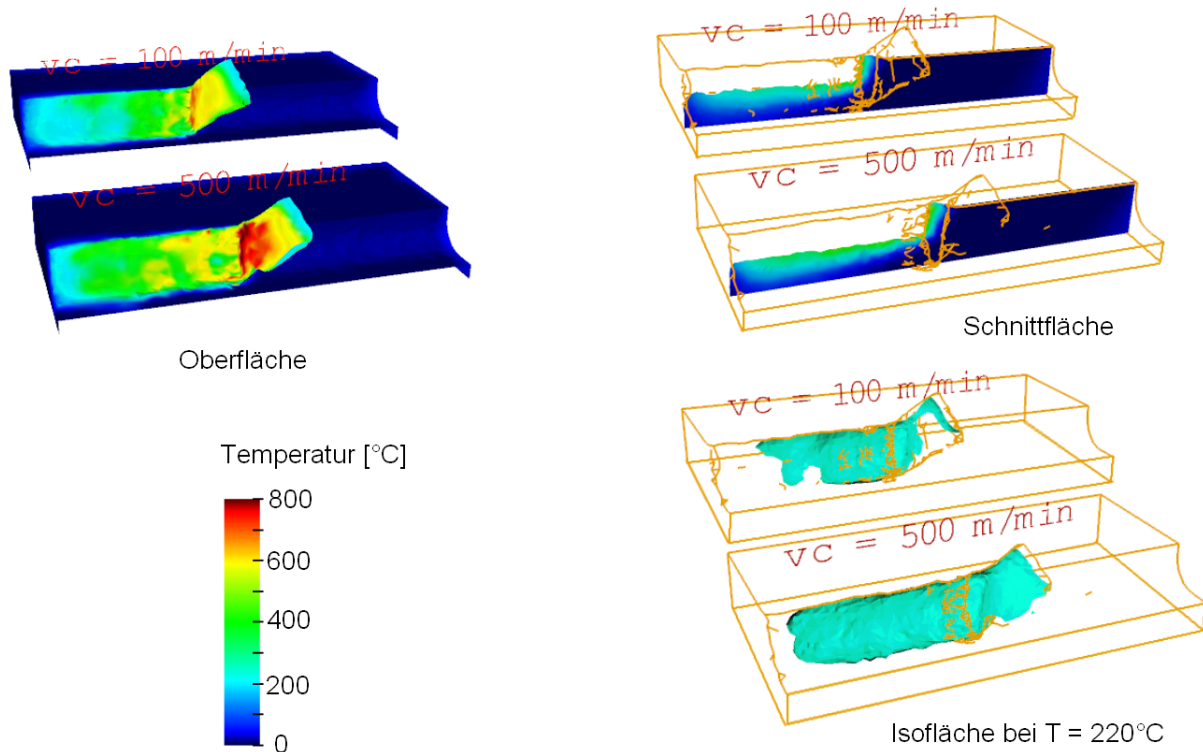 vc = 100 m/min
vc = 500 m/min
Oberfläche
vc = 100 m/min
vc = 500 m/min
Schnittfläche
Temperatur [°C]
800
600
400
200
0
vc = 100 m/min
vc = 500 m/min
Isofläche bei T = 220°C